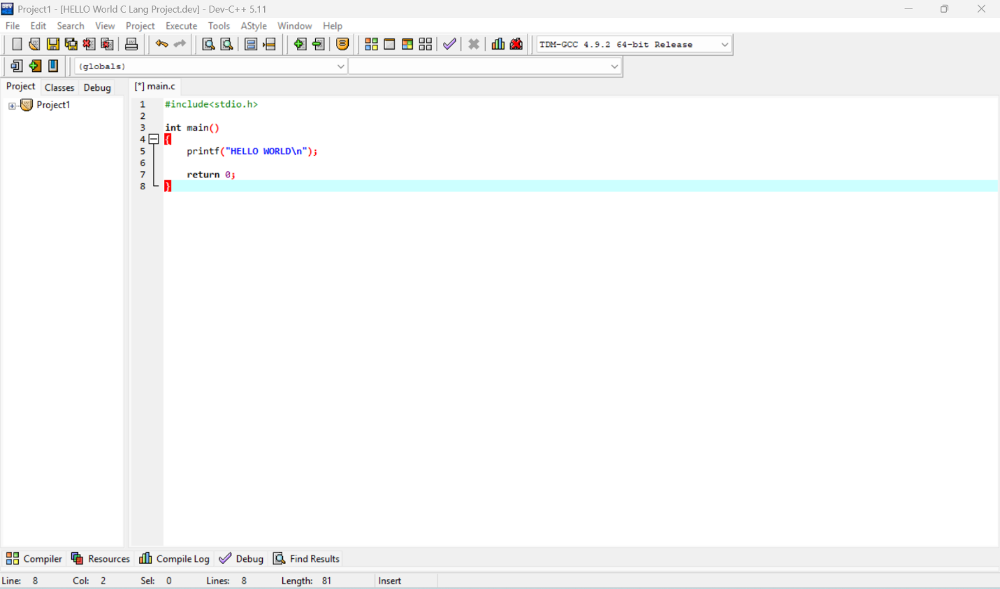 Project1 - [HELLO World C Lang Project.dev] - Dev-C++ 5.11
File Edit Search View Project Execute Tools AStyle Window Help
TDM-GCC 4.9.2 64-bit Release
(globals)
Project Classes Debug [*] main.c
Project1
1 #include<stdio.h>
2
3 int main()
4 {
5 printf("HELLO WORLD\n");
6
7 return 0;
8 }
Compiler Resources Compile Log Debug Find Results
Line: 8 Col: 2 Sel: 0 Lines: 8 Length: 81 Insert